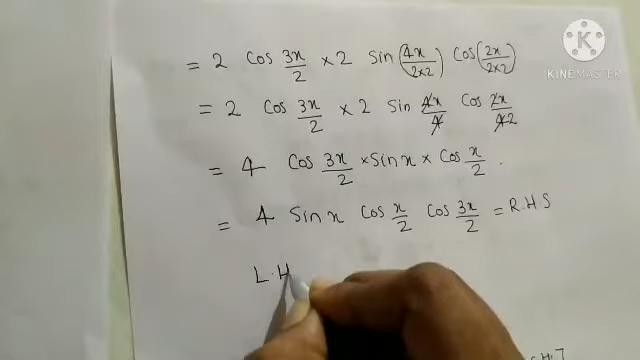 = 2 Cos 3x/2 × 2 Sin (4x/2×2) Cos (2x/2×2)
KINEMASTER
= 2 Cos 3x/2 × 2 Sin 4x/4 Cos 2x/4 2
= 4 Cos 3x/2 × Sin x × Cos x/2 .
= 4 Sin x Cos x/2 Cos 3x/2 = R.H S
L.H